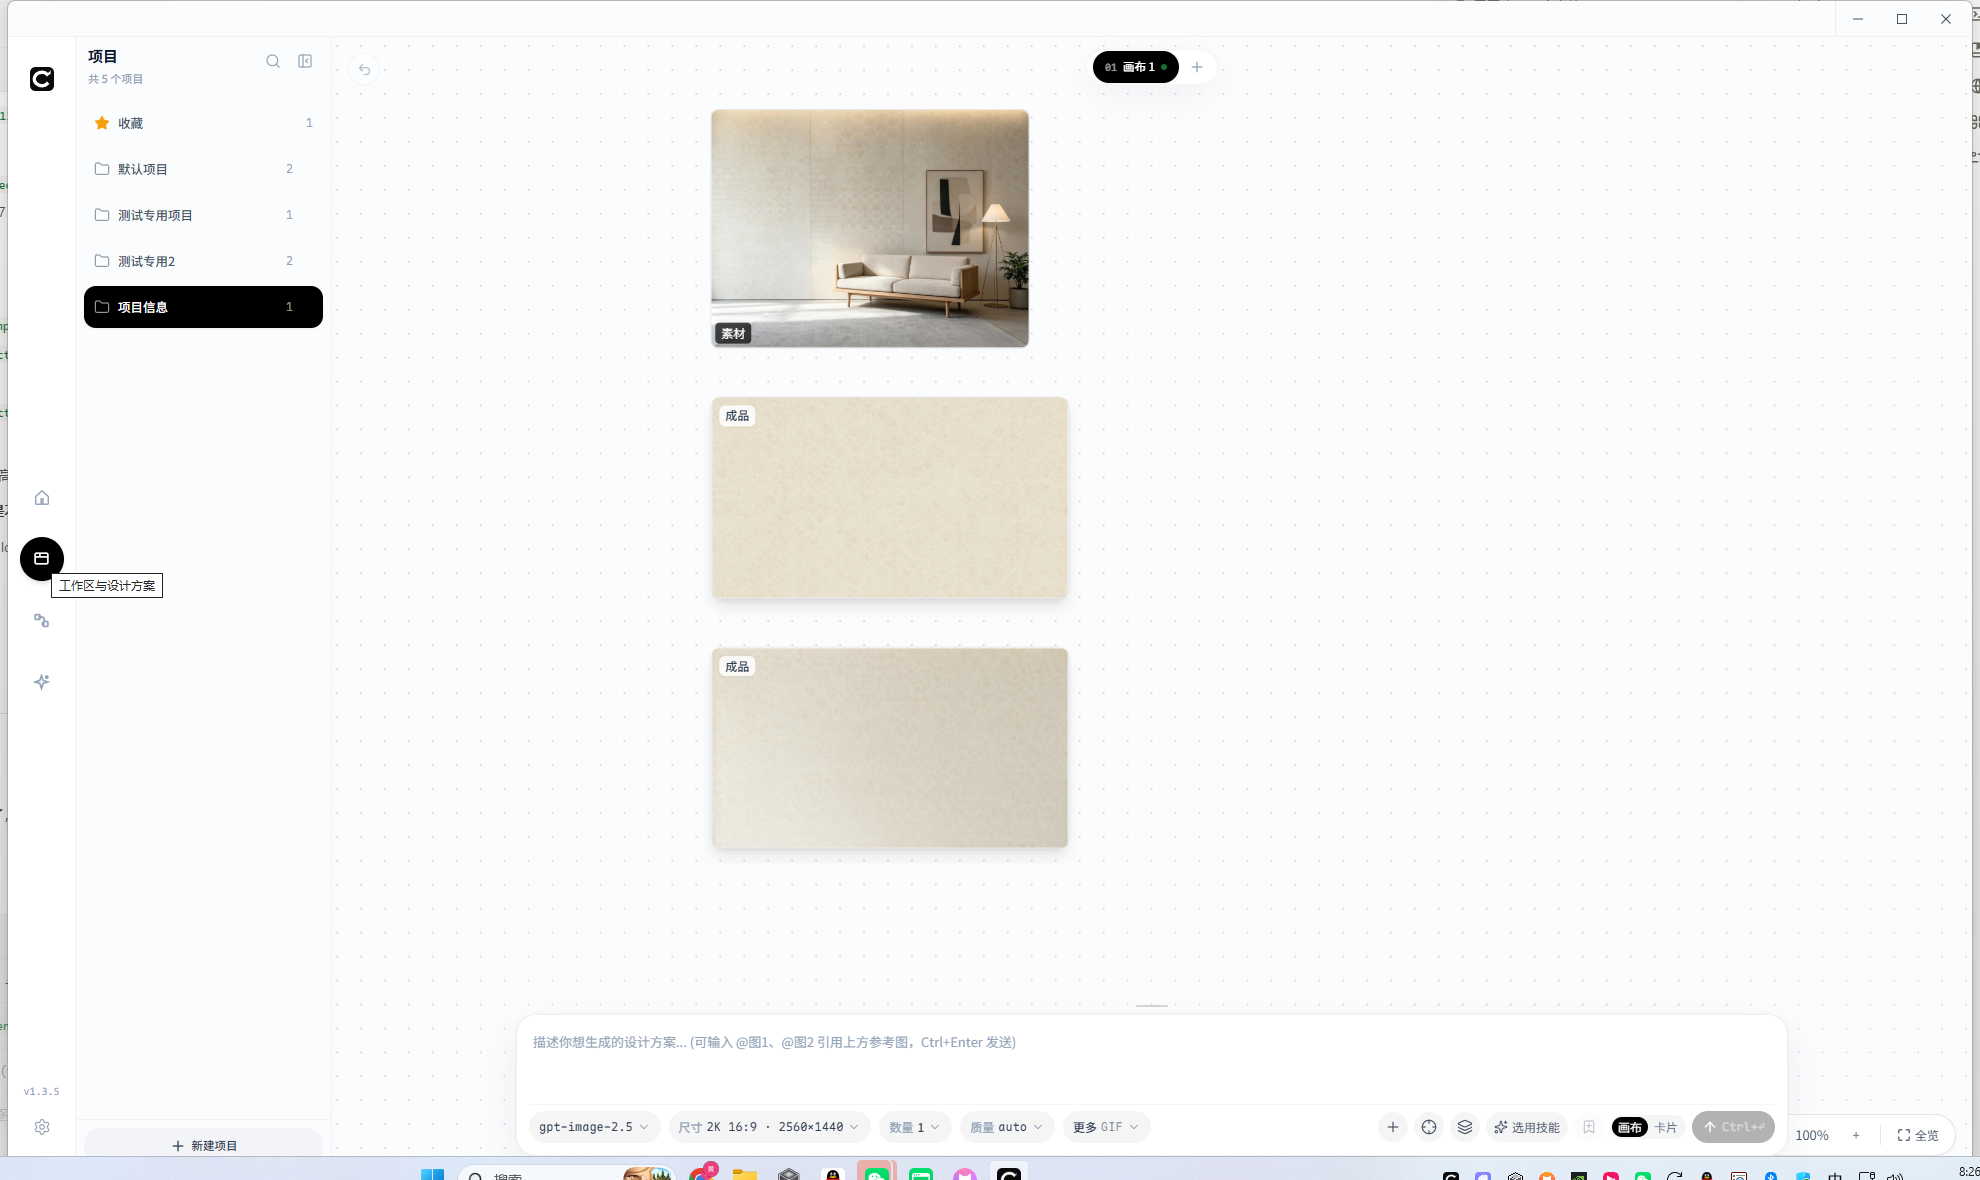 项目
共 5 个项目
收藏 1
默认项目 2
测试专用项目 1
测试专用2 2
项目信息 1
工作区与设计方案
v1.3.5
新建项目
01 画布 1
素材
成品
成品
描述你想生成的设计方案... (可输入 @图1、@图2 引用上方参考图，Ctrl+Enter 发送)
gpt-image-2.5
尺寸 2K 16:9 · 2560×1440
数量 1
质量 auto
更多 GIF
选用技能
画布 卡片
Ctrl+↵
100%
全览
搜索
中
8:26